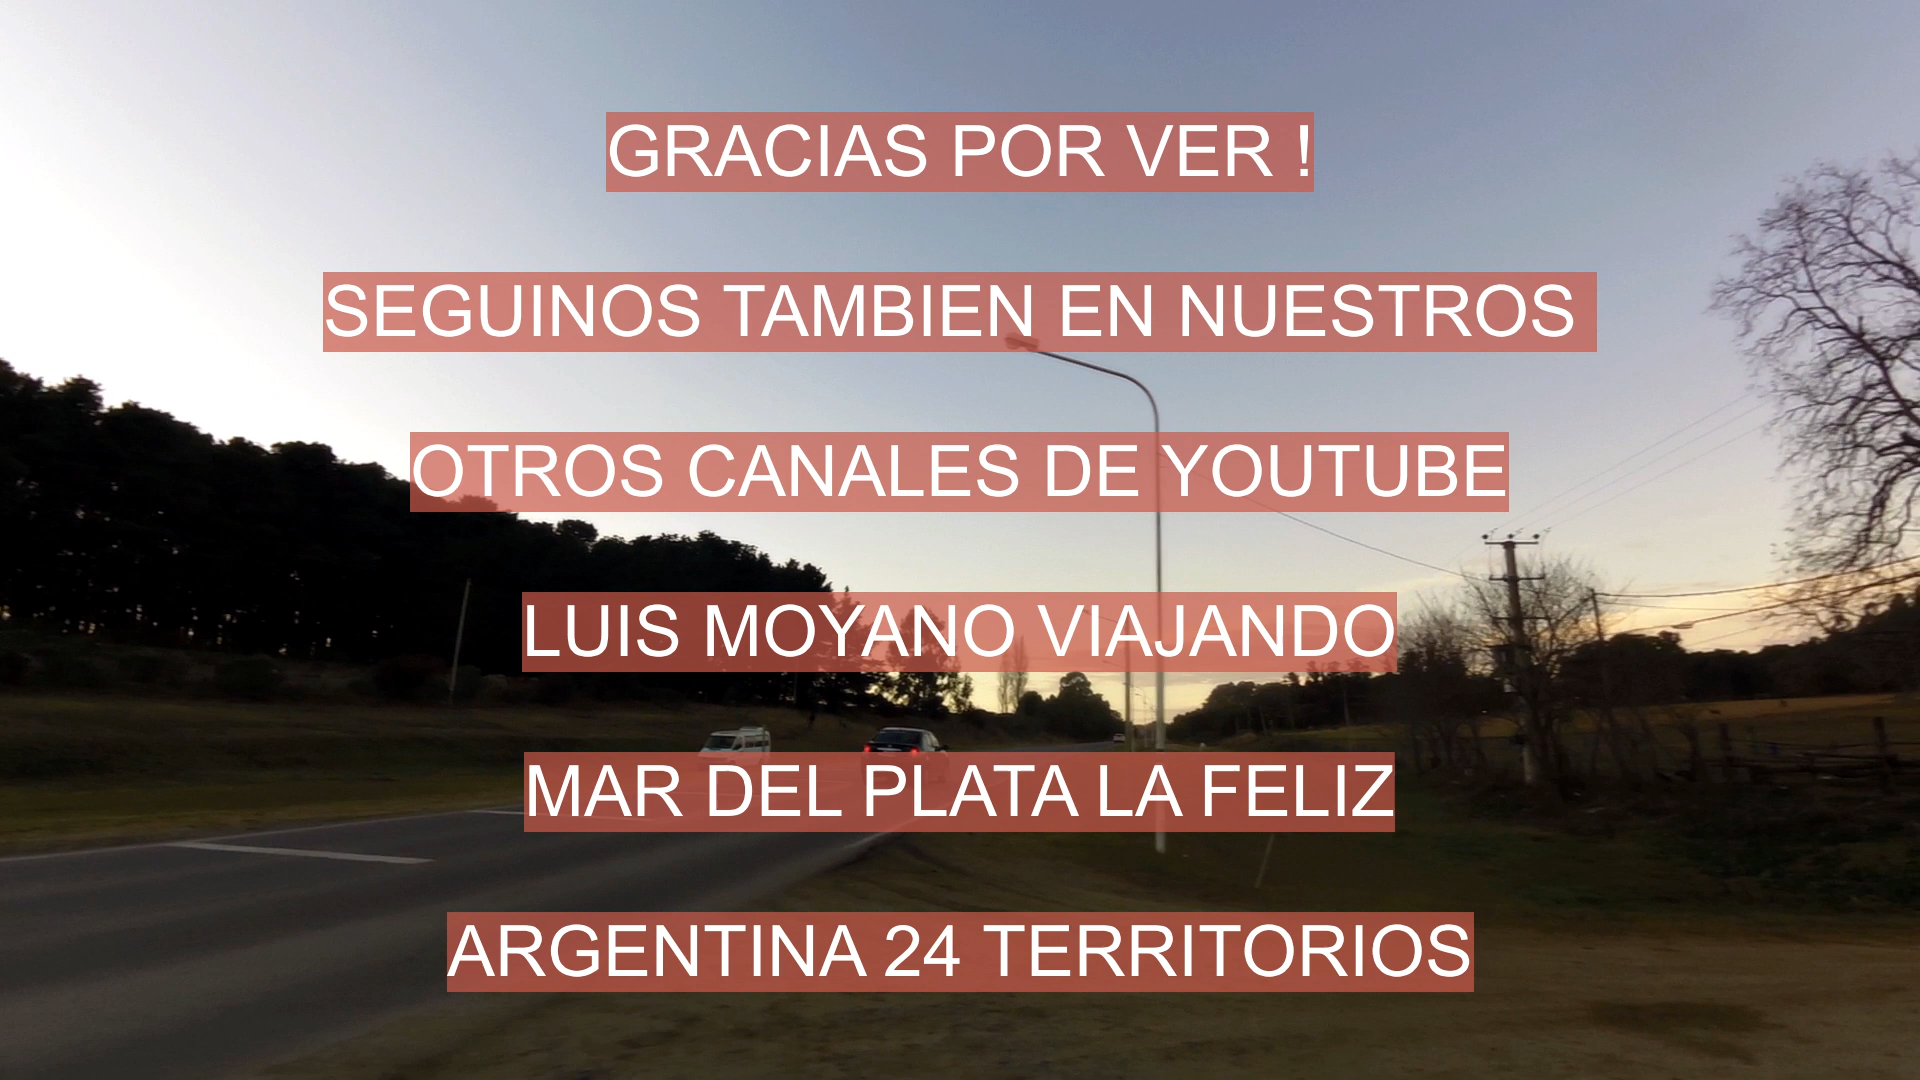 GRACIAS POR VER !
SEGUINOS TAMBIEN EN NUESTROS
OTROS CANALES DE YOUTUBE
LUIS MOYANO VIAJANDO
MAR DEL PLATA LA FELIZ
ARGENTINA 24 TERRITORIOS